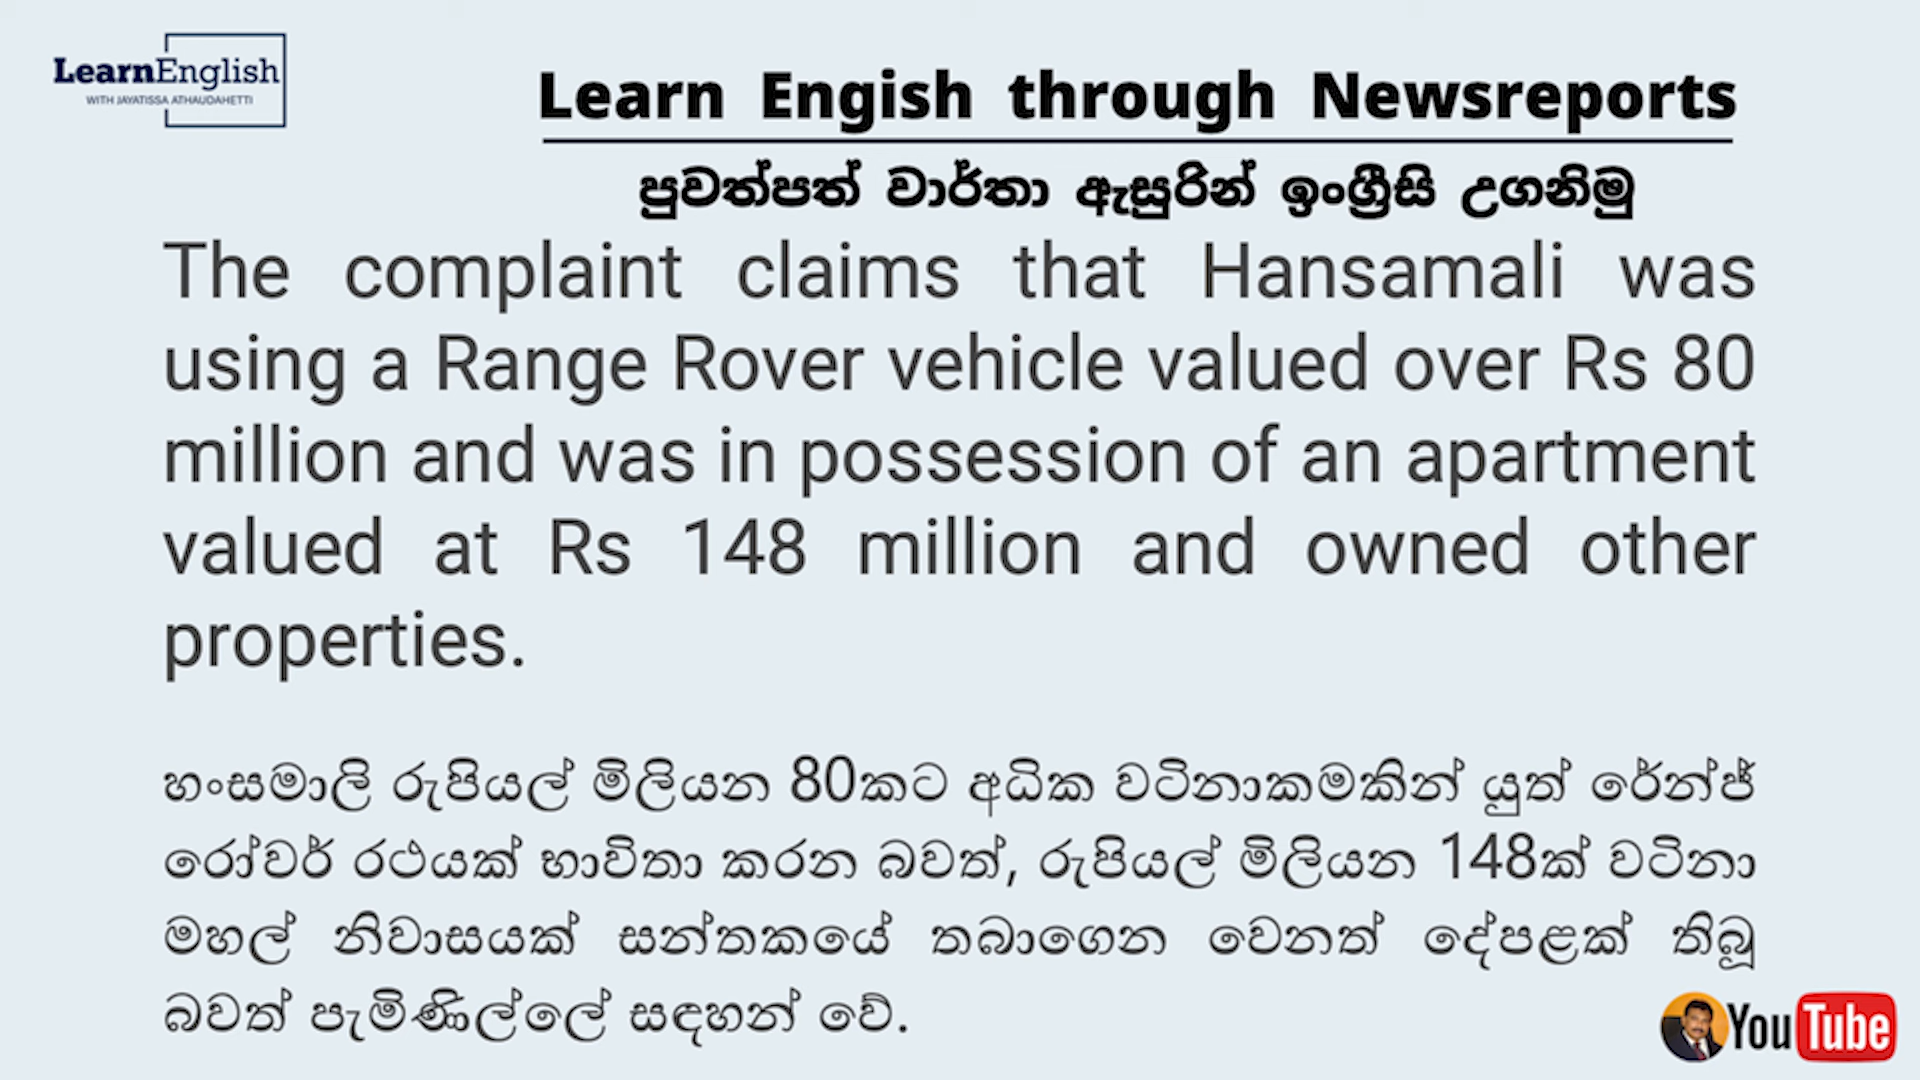 LearnEnglish
WITH JAYATISSA ATHAUDAHETTI
Learn Engish through Newsreports
පුවත්පත් වාර්තා ඇසුරින් ඉංග්‍රීසි උගනිමු
The complaint claims that Hansamali was
using a Range Rover vehicle valued over Rs 80
million and was in possession of an apartment
valued at Rs 148 million and owned other
properties.
හංසමාලි රුපියල් මිලියන 80කට අධික වටිනාකමකින් යුත් රේන්ජ්
රෝවර් රථයක් භාවිතා කරන බවත්, රුපියල් මිලියන 148ක් වටිනා
මහල් නිවාසයක් සන්තකයේ තබාගෙන වෙනත් දේපළක් තිබූ
බවත් පැමිණිල්ලේ සඳහන් වේ.
YouTube